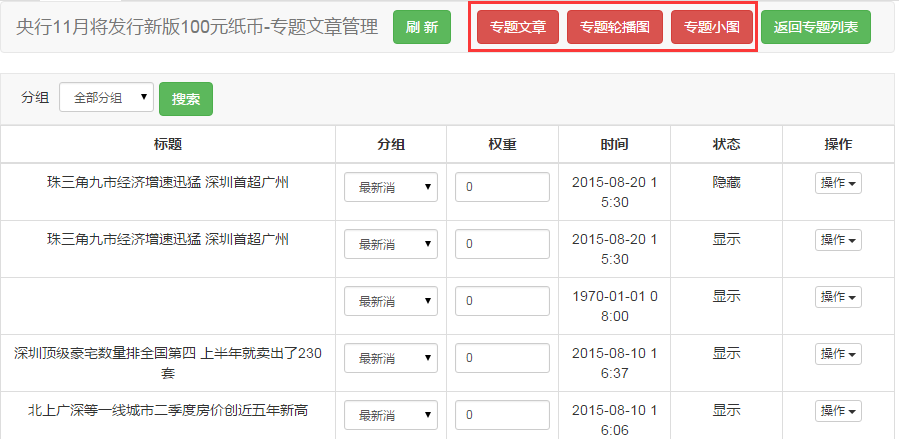 央行11月将发行新版100元纸币-专题文章管理 刷 新 专题文章 专题轮播图 专题小图 返回专题列表
分组 全部分组 搜索
标题 分组 权重 时间 状态 操作
珠三角九市经济增速迅猛 深圳首超广州 最新消 0 2015-08-20 1 隐藏 操作
5:30
珠三角九市经济增速迅猛 深圳首超广州 最新消 0 2015-08-20 1 显示 操作
5:30
最新消 0 1970-01-01 0 显示 操作
8:00
深圳顶级豪宅数量排全国第四 上半年就卖出了230 最新消 0 2015-08-10 1 显示 操作
套 6:37
北上广深等一线城市二季度房价创近五年新高 最新消 0 2015-08-10 1 显示 操作
6:06